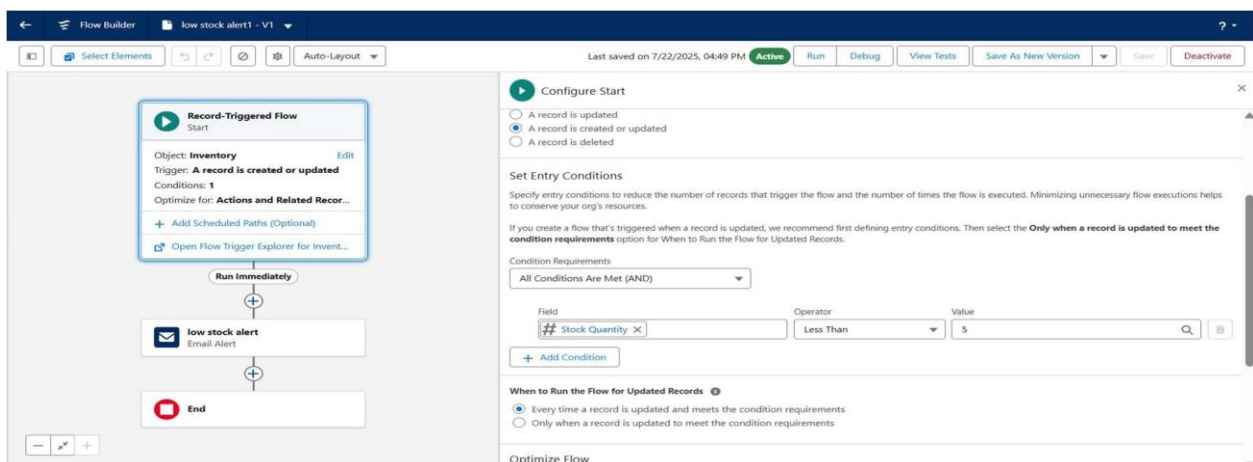 Flow Builder
low stock alert1 - V1
?
Select Elements
Auto-Layout
Last saved on 7/22/2025, 04:49 PM
Active
Run
Debug
View Tests
Save As New Version
Save
Deactivate
Record-Triggered Flow
Start
Object: Inventory
Edit
Trigger: A record is created or updated
Conditions: 1
Optimize for: Actions and Related Recor...
+ Add Scheduled Paths (Optional)
Open Flow Trigger Explorer for Invent...
Run Immediately
low stock alert
Email Alert
End
Configure Start
A record is updated
A record is created or updated
A record is deleted
Set Entry Conditions
Specify entry conditions to reduce the number of records that trigger the flow and the number of times the flow is executed. Minimizing unnecessary flow executions helps
to conserve your org's resources.
If you create a flow that's triggered when a record is updated, we recommend first defining entry conditions. Then select the Only when a record is updated to meet the
condition requirements option for When to Run the Flow for Updated Records.
Condition Requirements
All Conditions Are Met (AND)
Field
Operator
Value
Stock Quantity
Less Than
5
+ Add Condition
When to Run the Flow for Updated Records
Every time a record is updated and meets the condition requirements
Only when a record is updated to meet the condition requirements
Optimize Flow